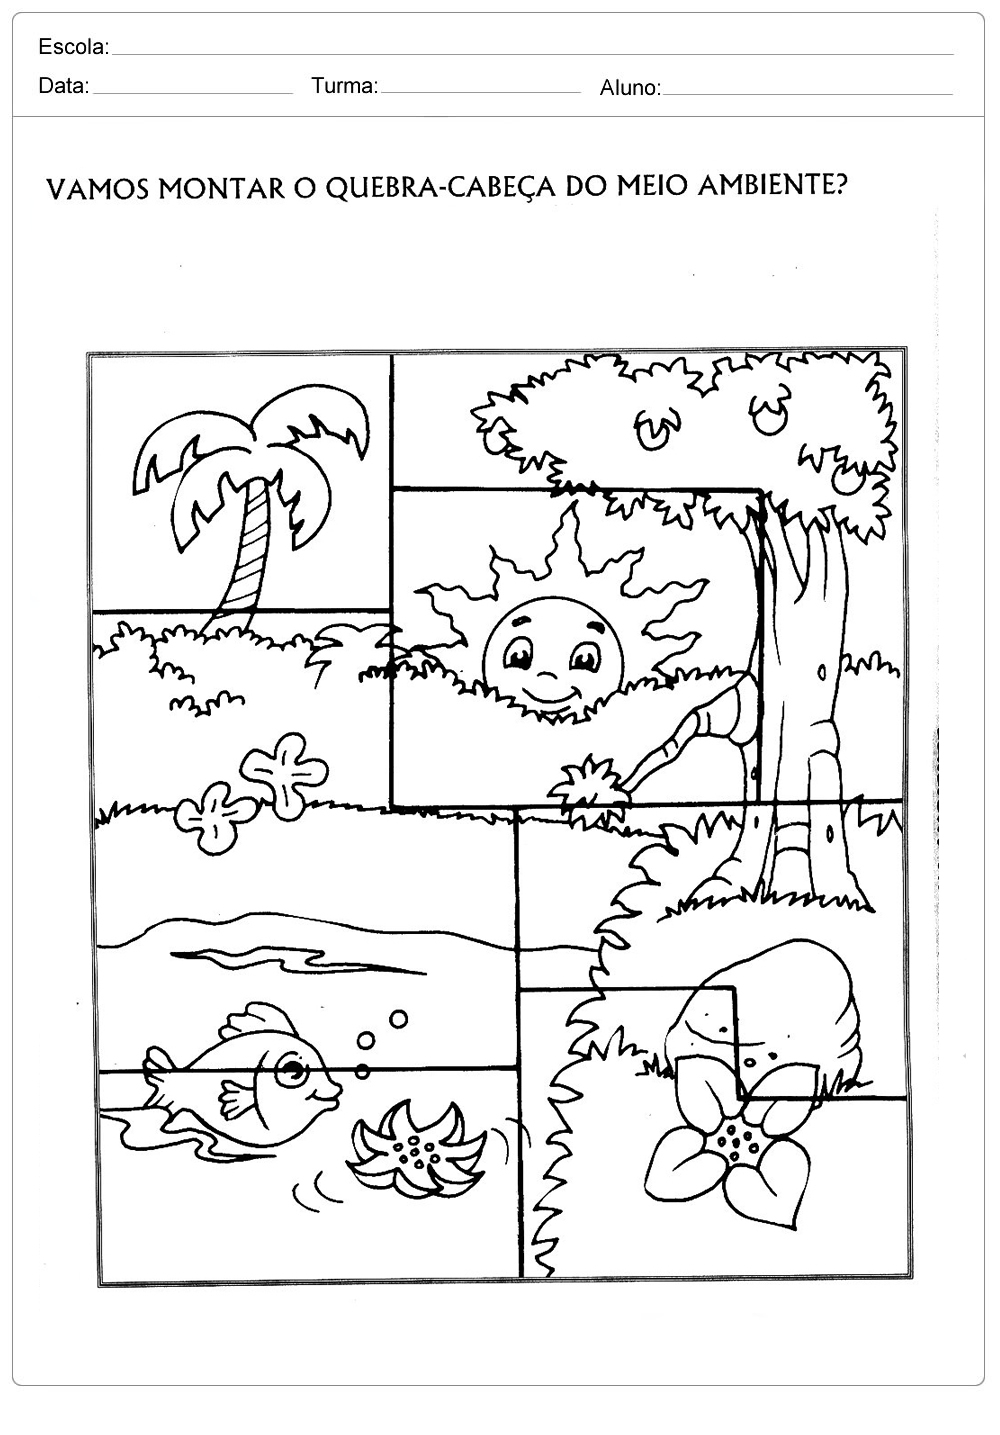 Escola:
Data: Turma: Aluno:
VAMOS MONTAR O QUEBRA-CABEÇA DO MEIO AMBIENTE?